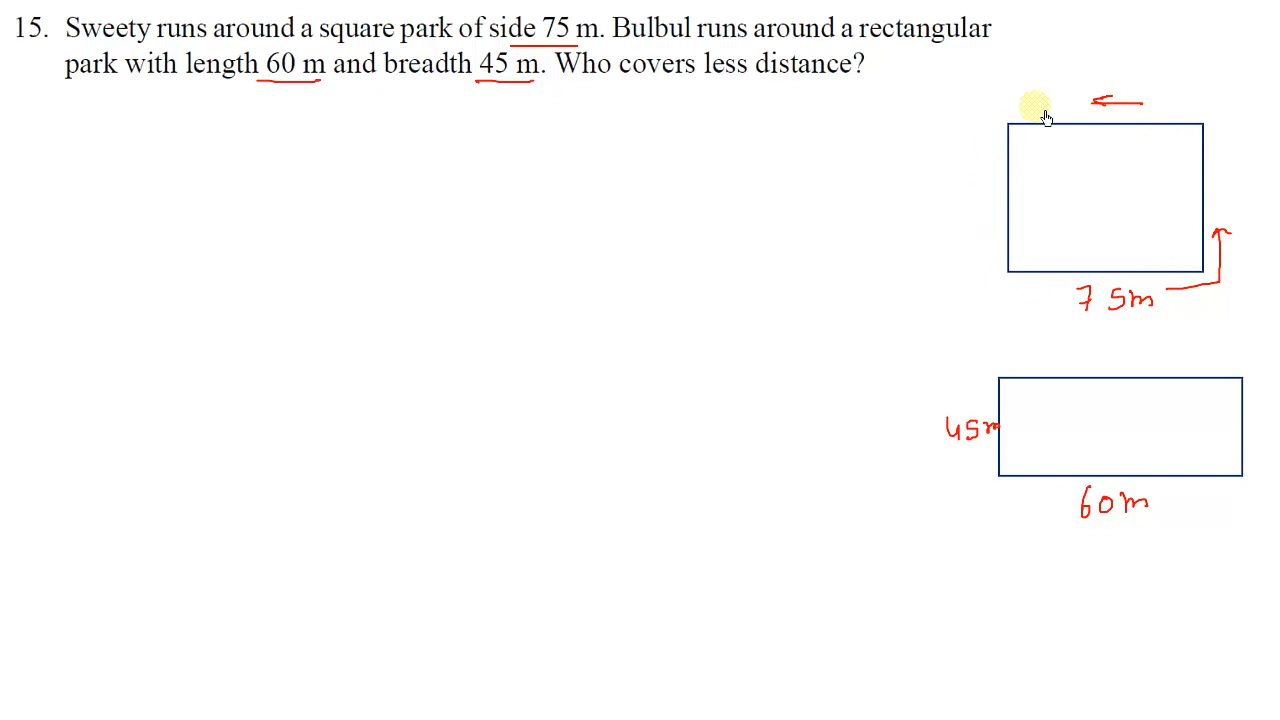 15. Sweety runs around a square park of side 75 m. Bulbul runs around a rectangular
park with length 60 m and breadth 45 m. Who covers less distance?
75m
45m
60m